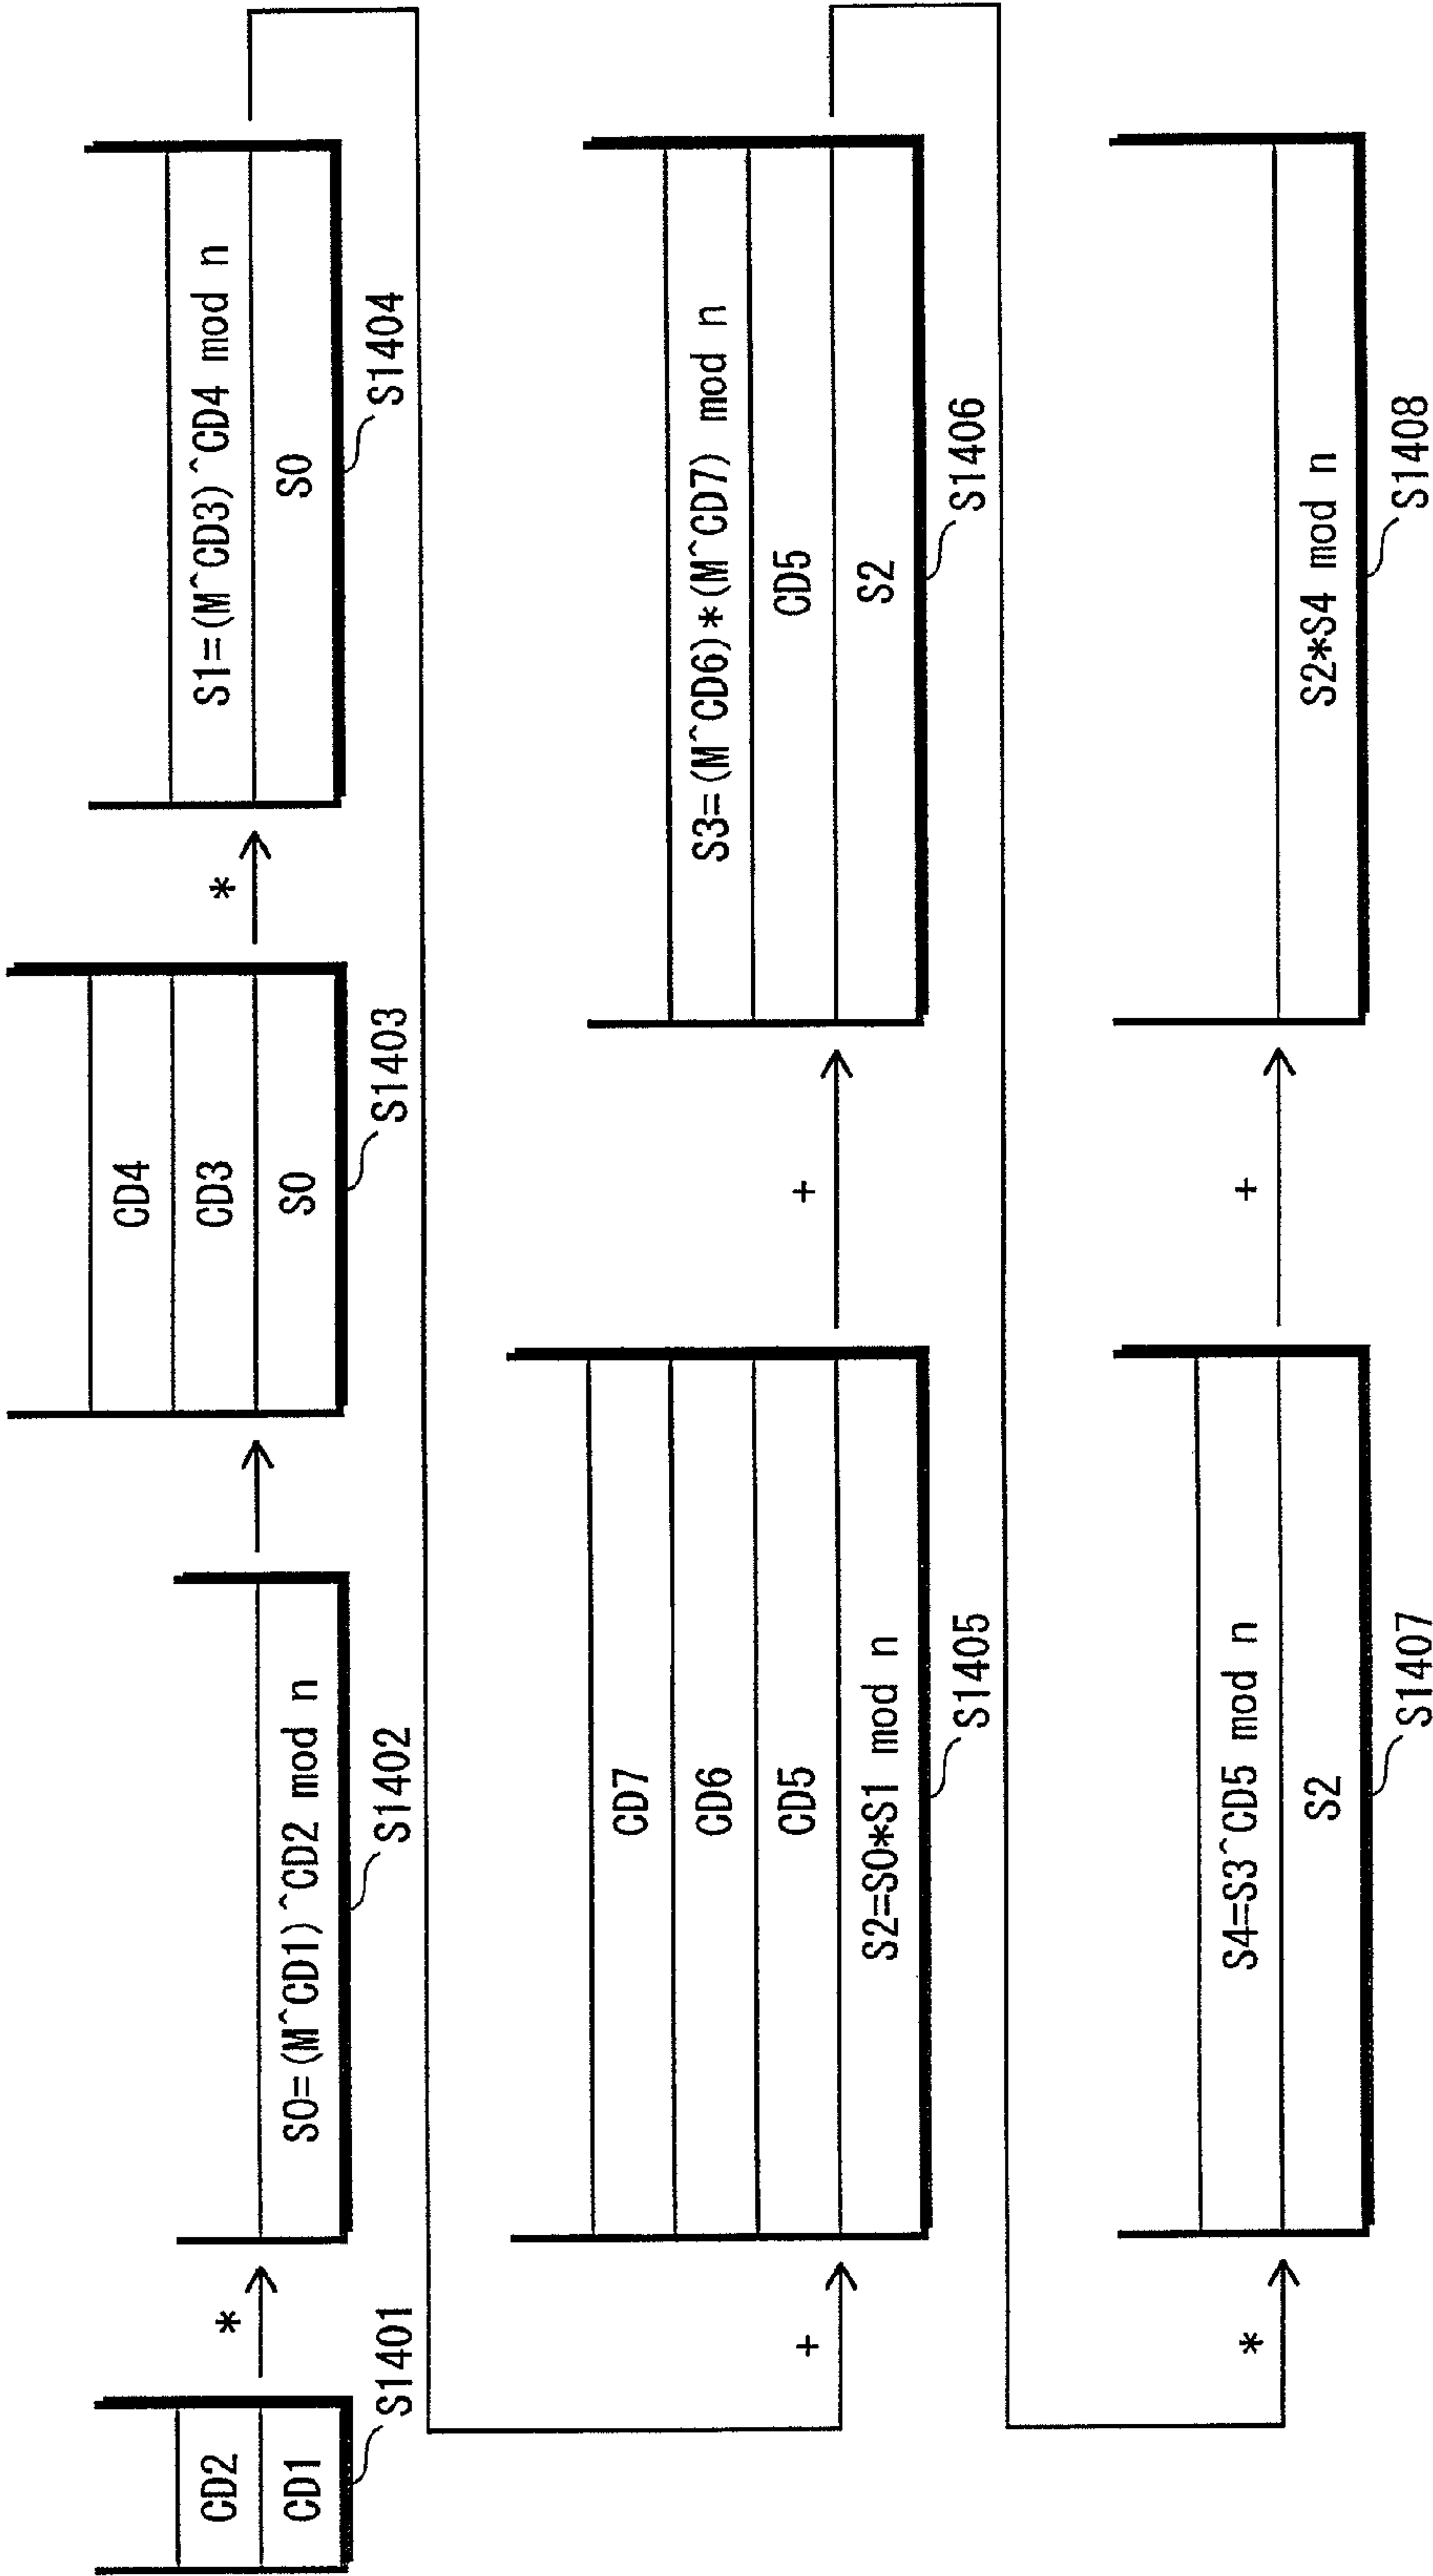 CD2
CD1
S1401
*
S0=(M^CD1)^CD2 mod n
S1402
CD4
CD3
S0
S1403
*
S1=(M^CD3)^CD4 mod n
S0
S1404
+
CD7
CD6
CD5
S2=S0*S1 mod n
S1405
+
S3=(M^CD6)*(M^CD7) mod n
CD5
S2
S1406
*
S4=S3^CD5 mod n
S2
S1407
+
S2*S4 mod n
S1408